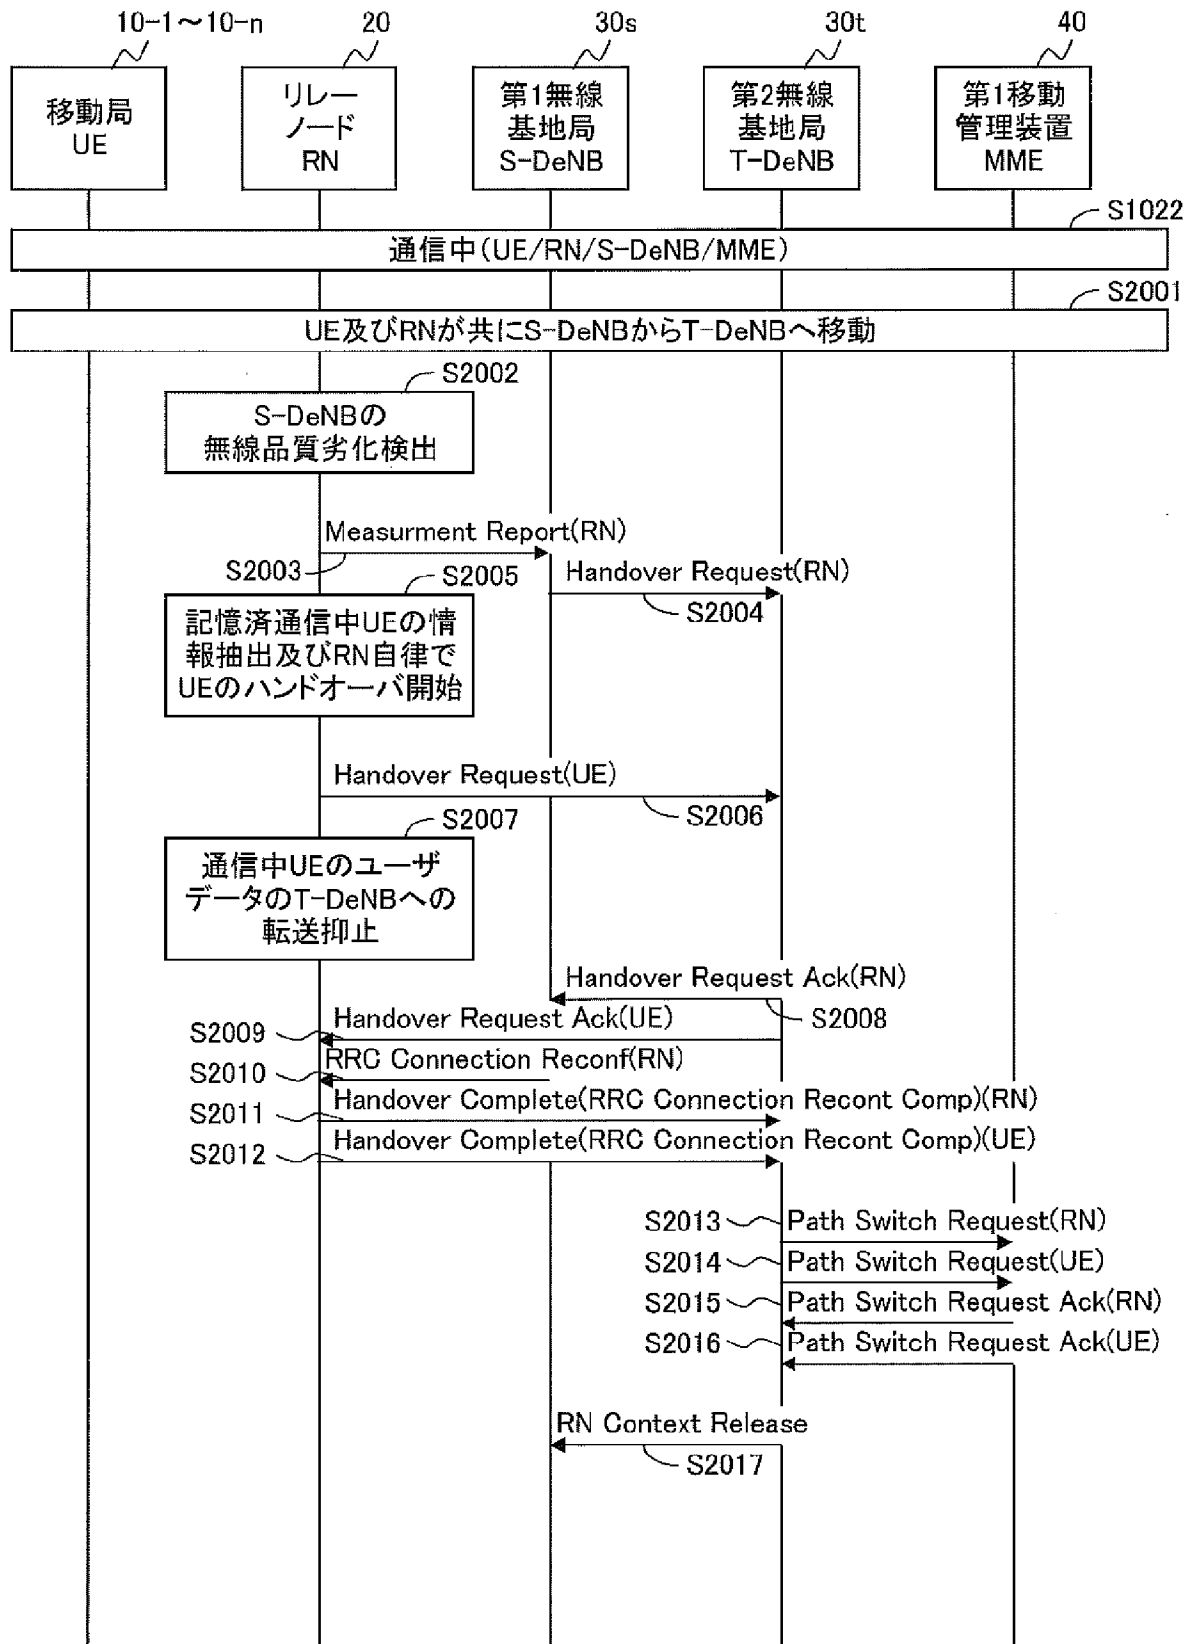 10-1～10-n
20
30s
30t
40
移動局
UE
リレー
ノード
RN
第1無線
基地局
S-DeNB
第2無線
基地局
T-DeNB
第1移動
管理装置
MME
S1022
通信中(UE/RN/S-DeNB/MME)
S2001
UE及びRNが共にS-DeNBからT-DeNBへ移動
S2002
S-DeNBの
無線品質劣化検出
Measurment Report(RN)
S2003
Handover Request(RN)
S2004
S2005
記憶済通信中UEの情
報抽出及びRN自律で
UEのハンドオーバ開始
Handover Request(UE)
S2006
S2007
通信中UEのユーザ
データのT-DeNBへの
転送抑止
Handover Request Ack(RN)
S2008
Handover Request Ack(UE)
S2009
RRC Connection Reconf(RN)
S2010
Handover Complete(RRC Connection Recont Comp)(RN)
S2011
Handover Complete(RRC Connection Recont Comp)(UE)
S2012
S2013
Path Switch Request(RN)
S2014
Path Switch Request(UE)
S2015
Path Switch Request Ack(RN)
S2016
Path Switch Request Ack(UE)
RN Context Release
S2017